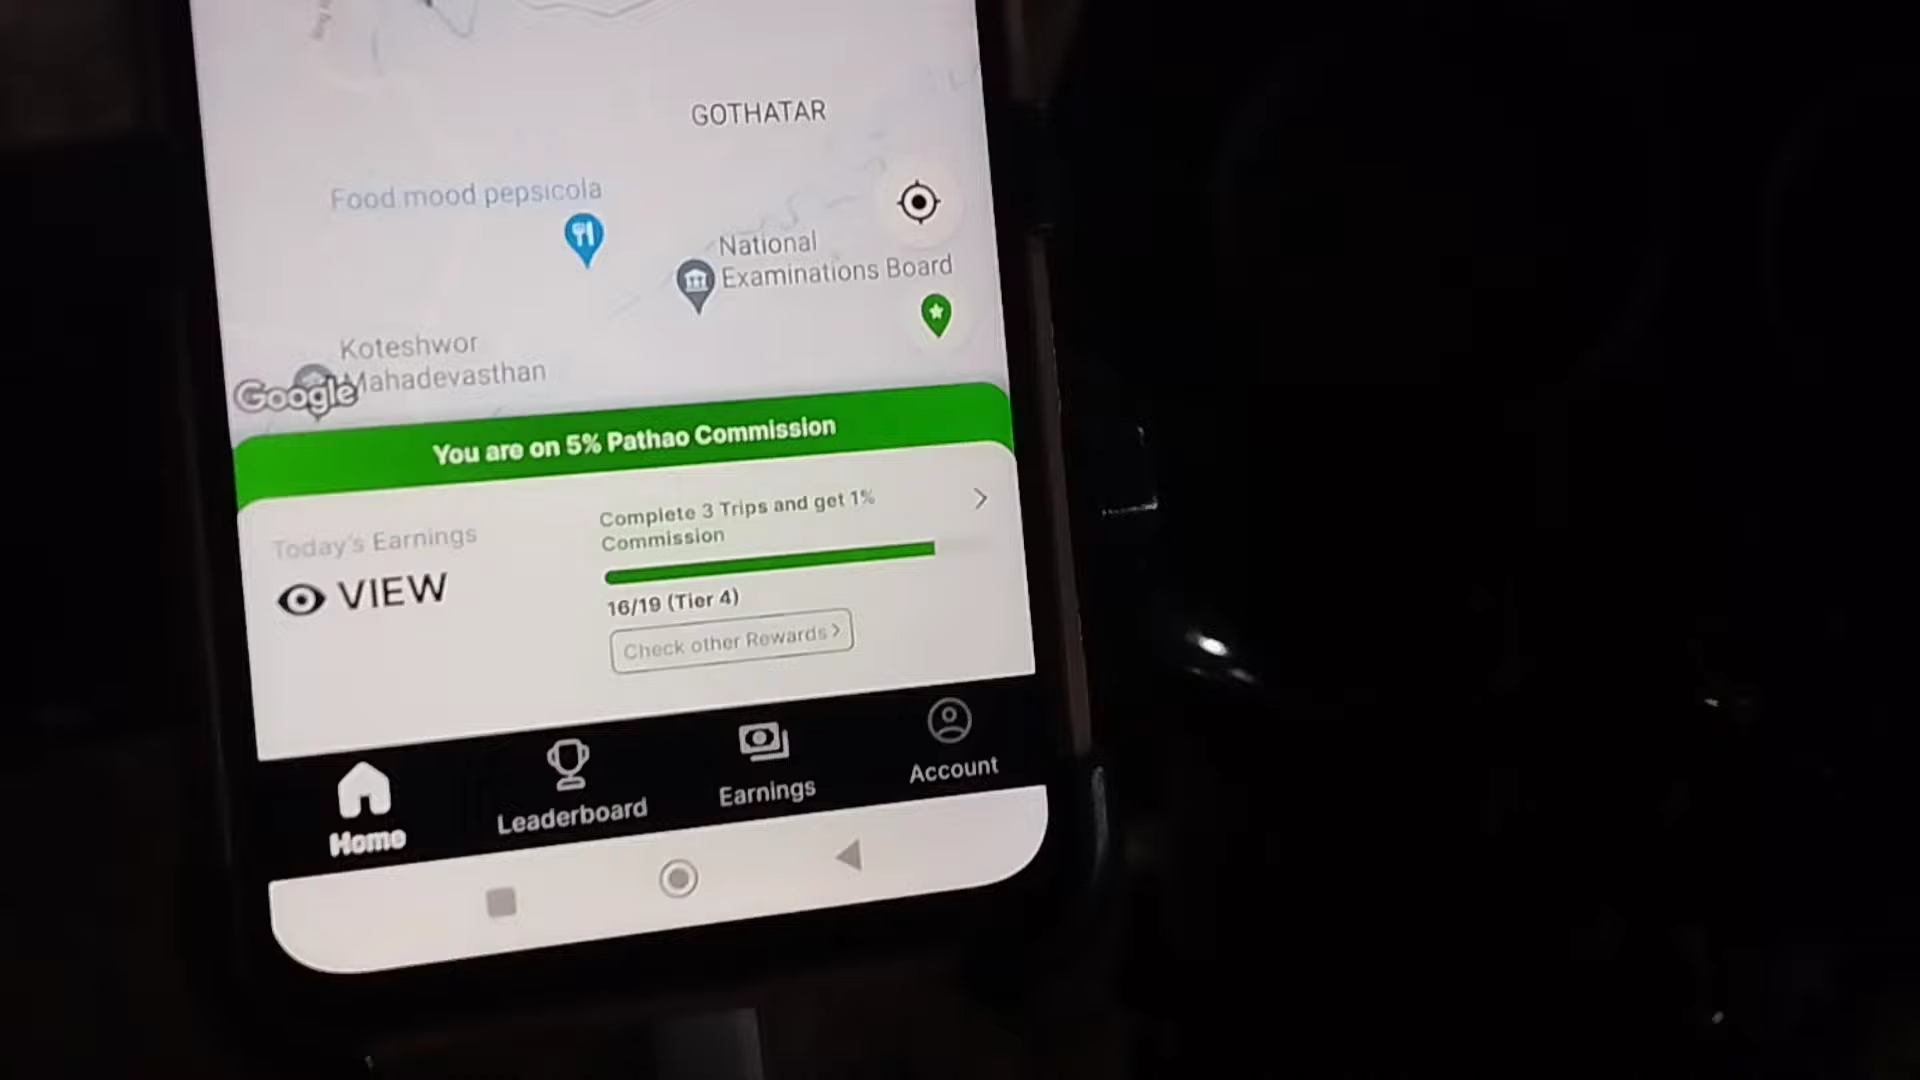 GOTHATAR
Food mood pepsicola
National
Examinations Board
Koteshwor
Mahadevasthan
Google
You are on 5% Pathao Commission
Today's Earnings
VIEW
Complete 3 Trips and get 1%
Commission
16/19 (Tier 4)
Check other Rewards >
Home
Leaderboard
Earnings
Account